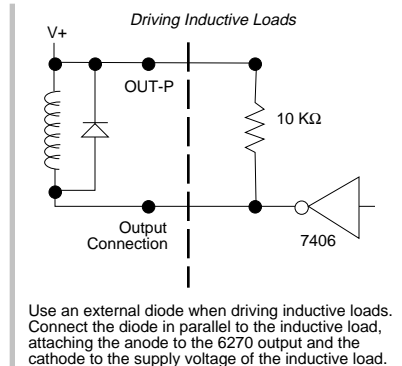 Driving Inductive Loads
V+
OUT-P
10 KΩ
Output
Connection
7406
Use an external diode when driving inductive loads.
Connect the diode in parallel to the inductive load,
attaching the anode to the 6270 output and the
cathode to the supply voltage of the inductive load.